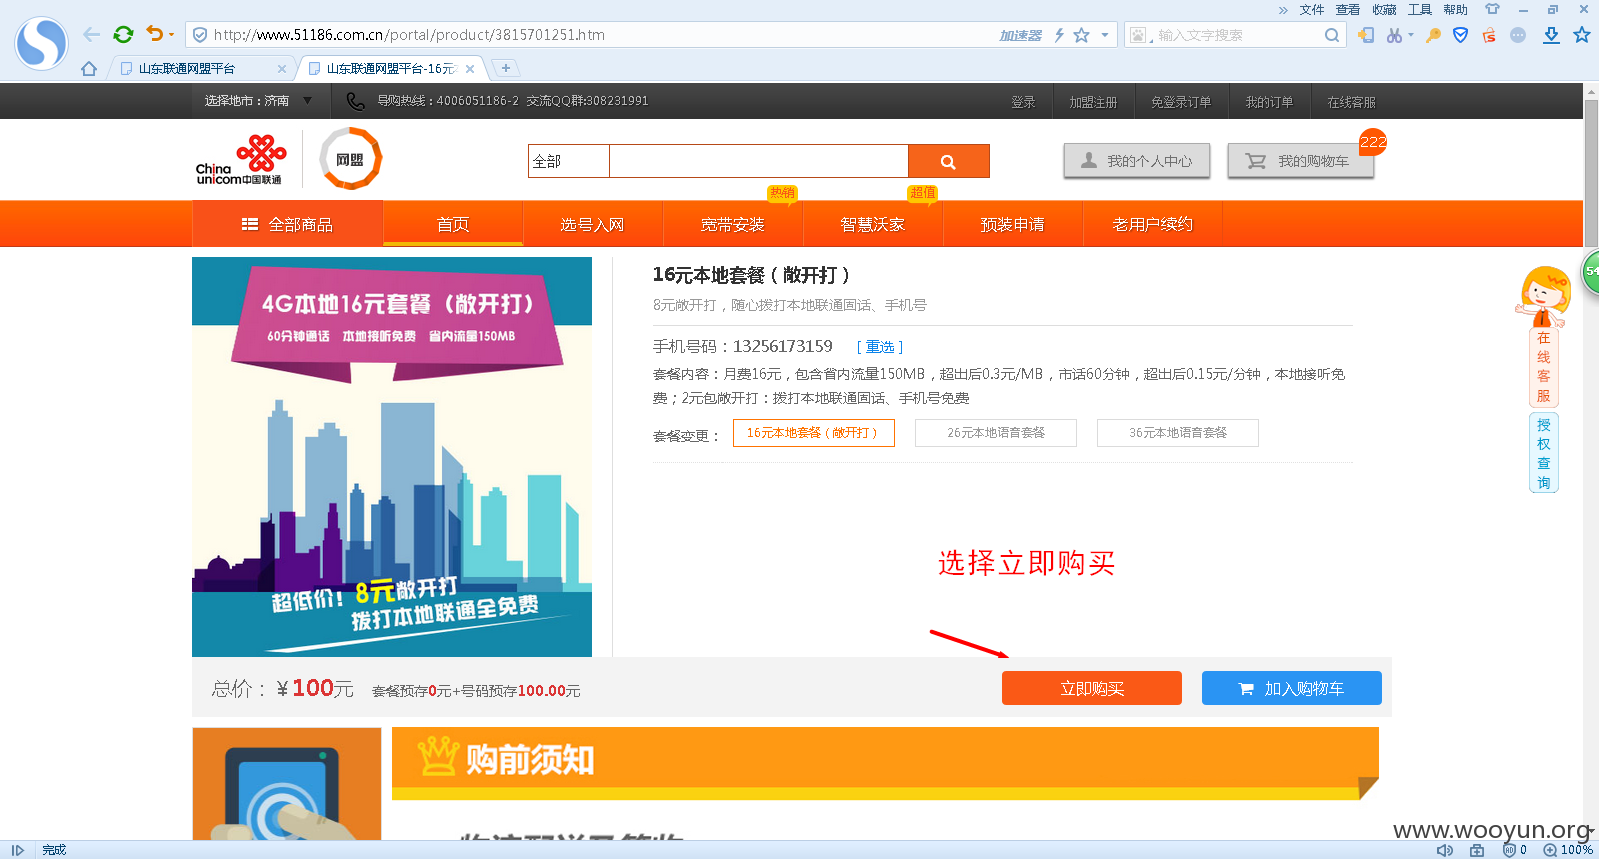 » 文件 查看 收藏 工具 帮助
http://www.51186.com.cn/portal/product/3815701251.htm
加速器
输入文字搜索
山东联通网盟平台
山东联通网盟平台-16元
选择地市：济南
导购热线：4006051186-2 交流QQ群:308231991
登录
加盟注册
免登录订单
我的订单
在线客服
China
unicom中国联通
网盟
全部
我的个人中心
我的购物车
222
热销
超值
全部商品
首页
选号入网
宽带安装
智慧沃家
预装申请
老用户续约
4G本地16元套餐（敞开打）
60分钟通话 本地接听免费 省内流量150MB
超低价！8元敞开打
拨打本地联通全免费
16元本地套餐（敞开打）
8元敞开打，随心拨打本地联通固话、手机号
手机号码：13256173159 [ 重选 ]
套餐内容：月费16元，包含省内流量150MB，超出后0.3元/MB，市话60分钟，超出后0.15元/分钟，本地接听免
费；2元包敞开打：拨打本地联通固话、手机号免费
套餐变更：
16元本地套餐（敞开打）
26元本地语音套餐
36元本地语音套餐
54
在线客服
授权查询
选择立即购买
总价：￥100元
套餐预存0元+号码预存100.00元
立即购买
加入购物车
购前须知
www.wooyun.org
完成
0
100%